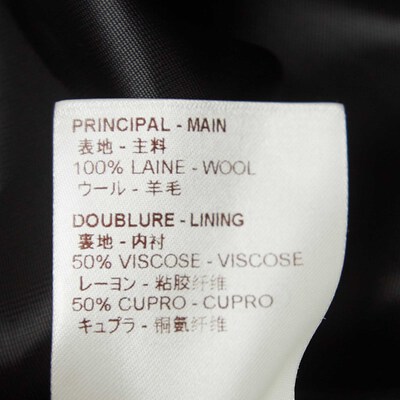 PRINCIPAL - MAIN
表地 - 主料
100% LAINE - WOOL
ウール - 羊毛
DOUBLURE - LINING
裏地 - 内衬
50% VISCOSE - VISCOSE
レーヨン - 粘胶纤维
50% CUPRO - CUPRO
キュプラ - 铜氨纤维